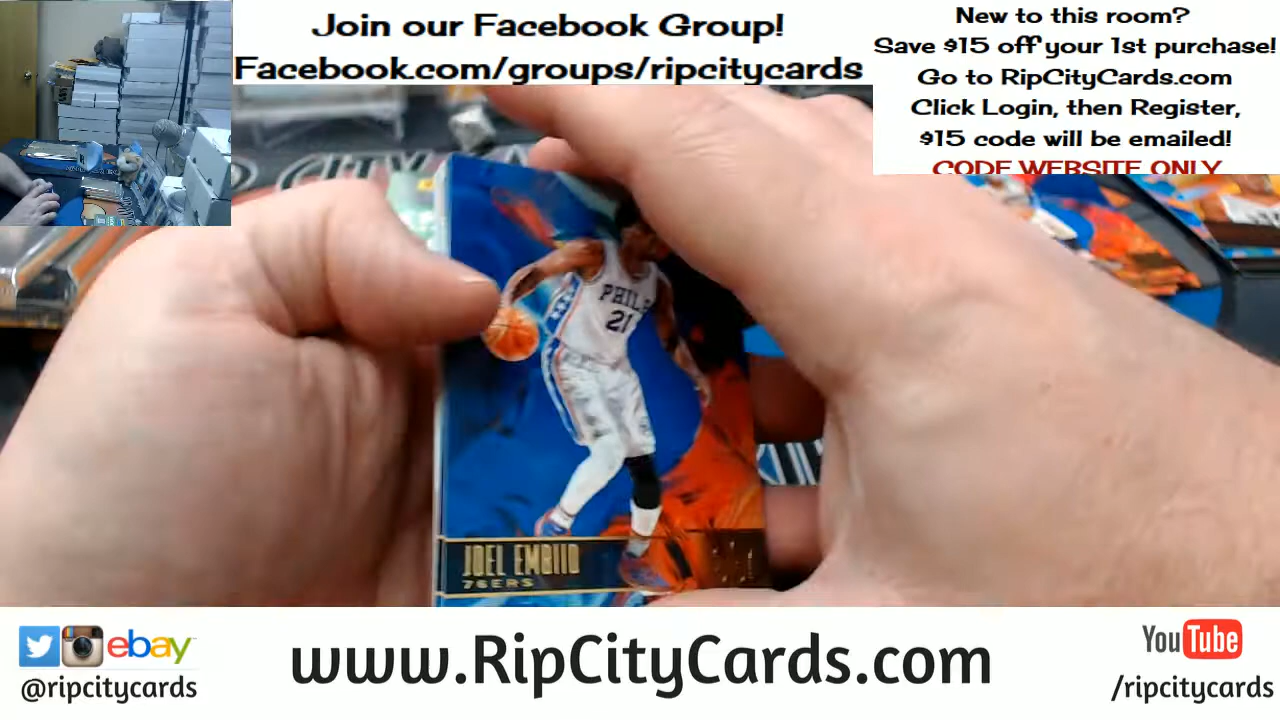 Join our Facebook Group!
Facebook.com/groups/ripcitycards
New to this room?
Save $15 off your 1st purchase!
Go to RipCityCards.com
Click Login, then Register,
$15 code will be emailed!
CODE WEBSITE ONLY
PHILA
21
JOEL EMBIID
76ERS
ebay
@ripcitycards
www.RipCityCards.com
YouTube
/ripcitycards